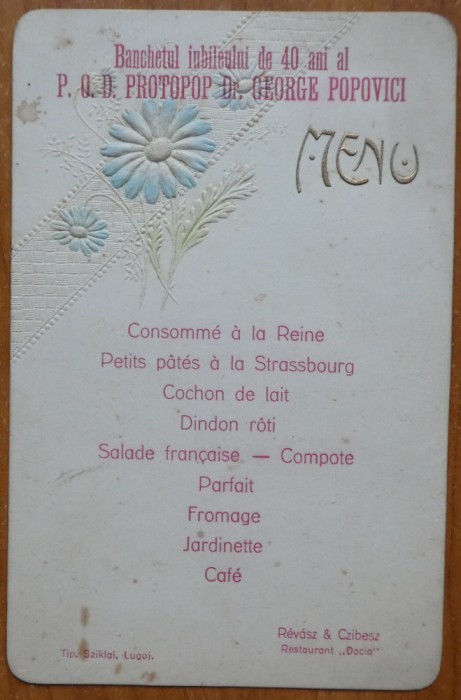 Banchetul jubileului de 40 ani al
P. O. D. PROTOPOP Dr. GEORGE POPOVICI
MENU
Consommé à la Reine
Petits pâtés à la Strassbourg
Cochon de lait
Dindon rôti
Salade française — Compote
Parfait
Fromage
Jardinette
Café
Révász & Czibesz
Restaurant „Dacia"
Tip. Sziklai, Lugoj.